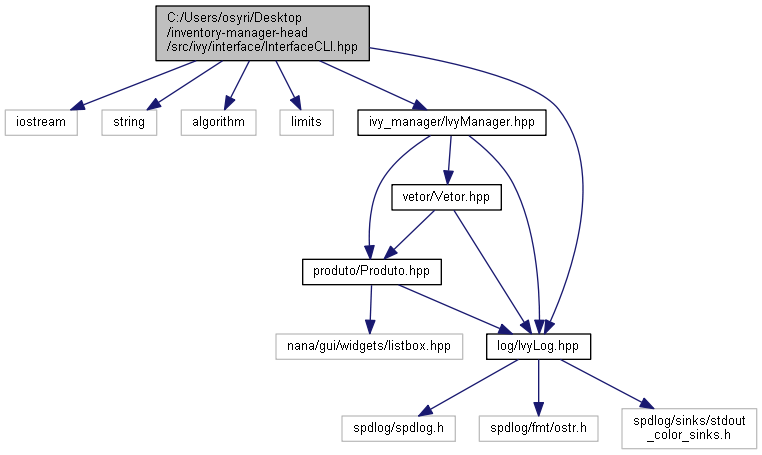 C:/Users/osyri/Desktop
/inventory-manager-head
/src/ivy/interface/InterfaceCLI.hpp
iostream
string
algorithm
limits
ivy_manager/IvyManager.hpp
vetor/Vetor.hpp
produto/Produto.hpp
nana/gui/widgets/listbox.hpp
log/IvyLog.hpp
spdlog/spdlog.h
spdlog/fmt/ostr.h
spdlog/sinks/stdout
_color_sinks.h